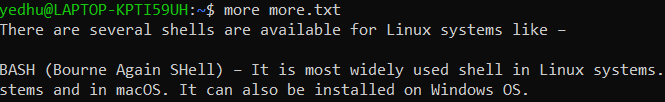 yedhu@LAPTOP-KPTI59UH:~$ more more.txt
There are several shells are available for Linux systems like –
BASH (Bourne Again SHell) – It is most widely used shell in Linux systems.
stems and in macOS. It can also be installed on Windows OS.